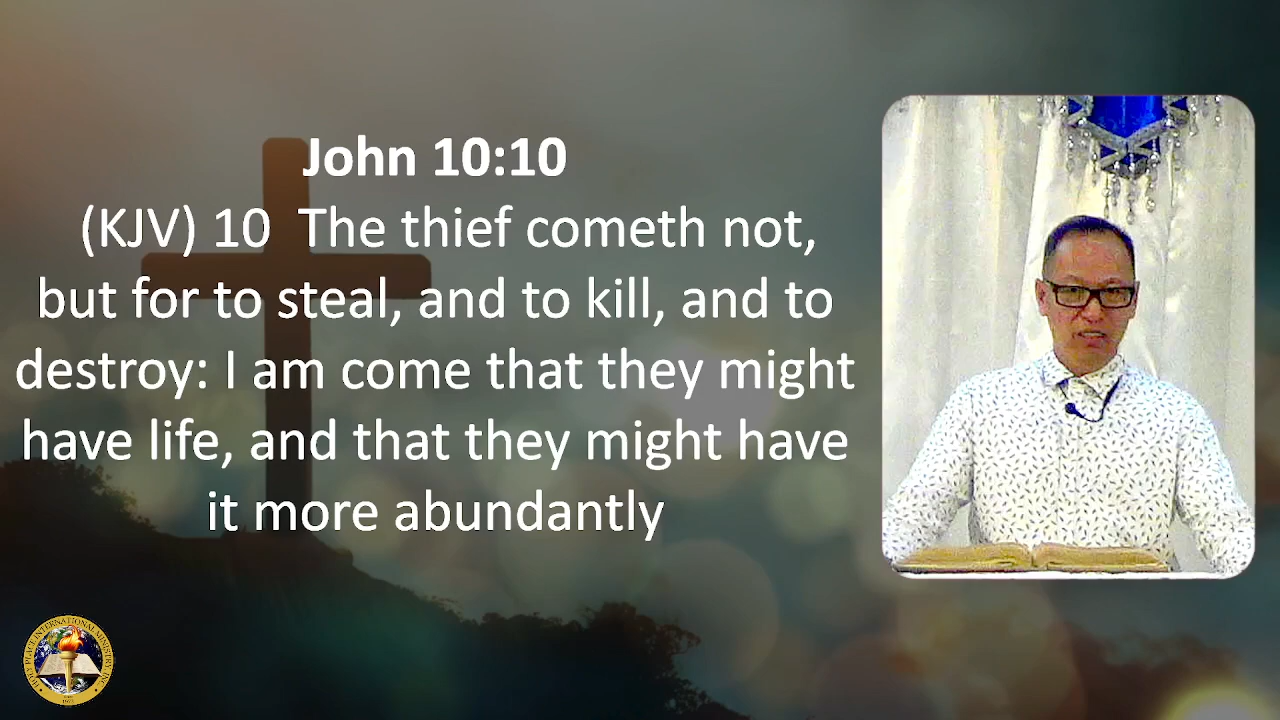 John 10:10
(KJV) 10  The thief cometh not,
but for to steal, and to kill, and to
destroy: I am come that they might
have life, and that they might have
it more abundantly